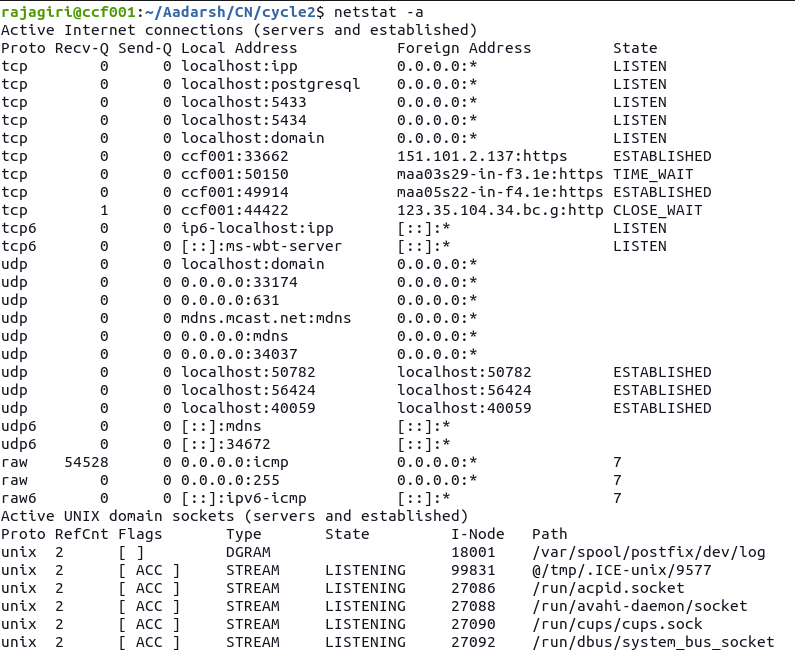 rajagiri@ccf001:~/Aadarsh/CN/cycle2$ netstat -a
Active Internet connections (servers and established)
Proto Recv-Q Send-Q Local Address           Foreign Address         State
tcp        0      0 localhost:ipp           0.0.0.0:*               LISTEN
tcp        0      0 localhost:postgresql    0.0.0.0:*               LISTEN
tcp        0      0 localhost:5433          0.0.0.0:*               LISTEN
tcp        0      0 localhost:5434          0.0.0.0:*               LISTEN
tcp        0      0 localhost:domain        0.0.0.0:*               LISTEN
tcp        0      0 ccf001:33662            151.101.2.137:https     ESTABLISHED
tcp        0      0 ccf001:50150            maa03s29-in-f3.1e:https TIME_WAIT
tcp        0      0 ccf001:49914            maa05s22-in-f4.1e:https ESTABLISHED
tcp        1      0 ccf001:44422            123.35.104.34.bc.g:http CLOSE_WAIT
tcp6       0      0 ip6-localhost:ipp       [::]:*                  LISTEN
tcp6       0      0 [::]:ms-wbt-server      [::]:*                  LISTEN
udp        0      0 localhost:domain        0.0.0.0:*
udp        0      0 0.0.0.0:33174           0.0.0.0:*
udp        0      0 0.0.0.0:631             0.0.0.0:*
udp        0      0 mdns.mcast.net:mdns     0.0.0.0:*
udp        0      0 0.0.0.0:mdns            0.0.0.0:*
udp        0      0 0.0.0.0:34037           0.0.0.0:*
udp        0      0 localhost:50782         localhost:50782         ESTABLISHED
udp        0      0 localhost:56424         localhost:56424         ESTABLISHED
udp        0      0 localhost:40059         localhost:40059         ESTABLISHED
udp6       0      0 [::]:mdns               [::]:*
udp6       0      0 [::]:34672              [::]:*
raw    54528      0 0.0.0.0:icmp            0.0.0.0:*               7
raw        0      0 0.0.0.0:255             0.0.0.0:*               7
raw6       0      0 [::]:ipv6-icmp          [::]:*                  7
Active UNIX domain sockets (servers and established)
Proto RefCnt Flags       Type       State         I-Node   Path
unix  2      [ ]         DGRAM                    18001    /var/spool/postfix/dev/log
unix  2      [ ACC ]     STREAM     LISTENING     99831    @/tmp/.ICE-unix/9577
unix  2      [ ACC ]     STREAM     LISTENING     27086    /run/acpid.socket
unix  2      [ ACC ]     STREAM     LISTENING     27088    /run/avahi-daemon/socket
unix  2      [ ACC ]     STREAM     LISTENING     27090    /run/cups/cups.sock
unix  2      [ ACC ]     STREAM     LISTENING     27092    /run/dbus/system_bus_socket